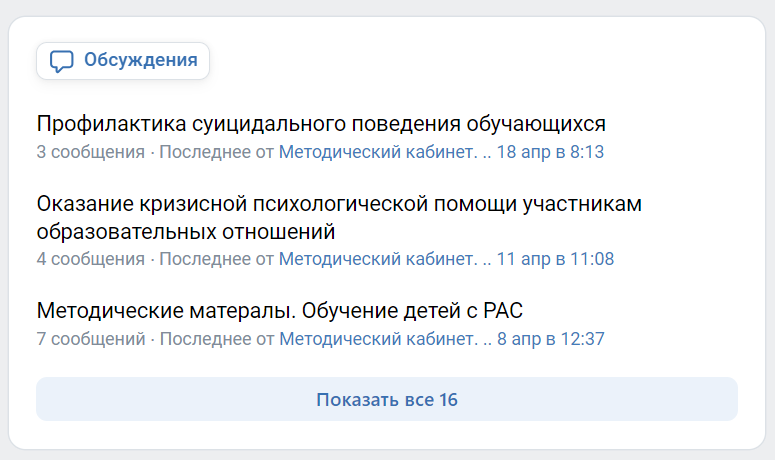 Обсуждения
Профилактика суицидального поведения обучающихся
3 сообщения · Последнее от Методический кабинет. .. 18 апр в 8:13
Оказание кризисной психологической помощи участникам
образовательных отношений
4 сообщения · Последнее от Методический кабинет. .. 11 апр в 11:08
Методические матералы. Обучение детей с РАС
7 сообщений · Последнее от Методический кабинет. .. 8 апр в 12:37
Показать все 16